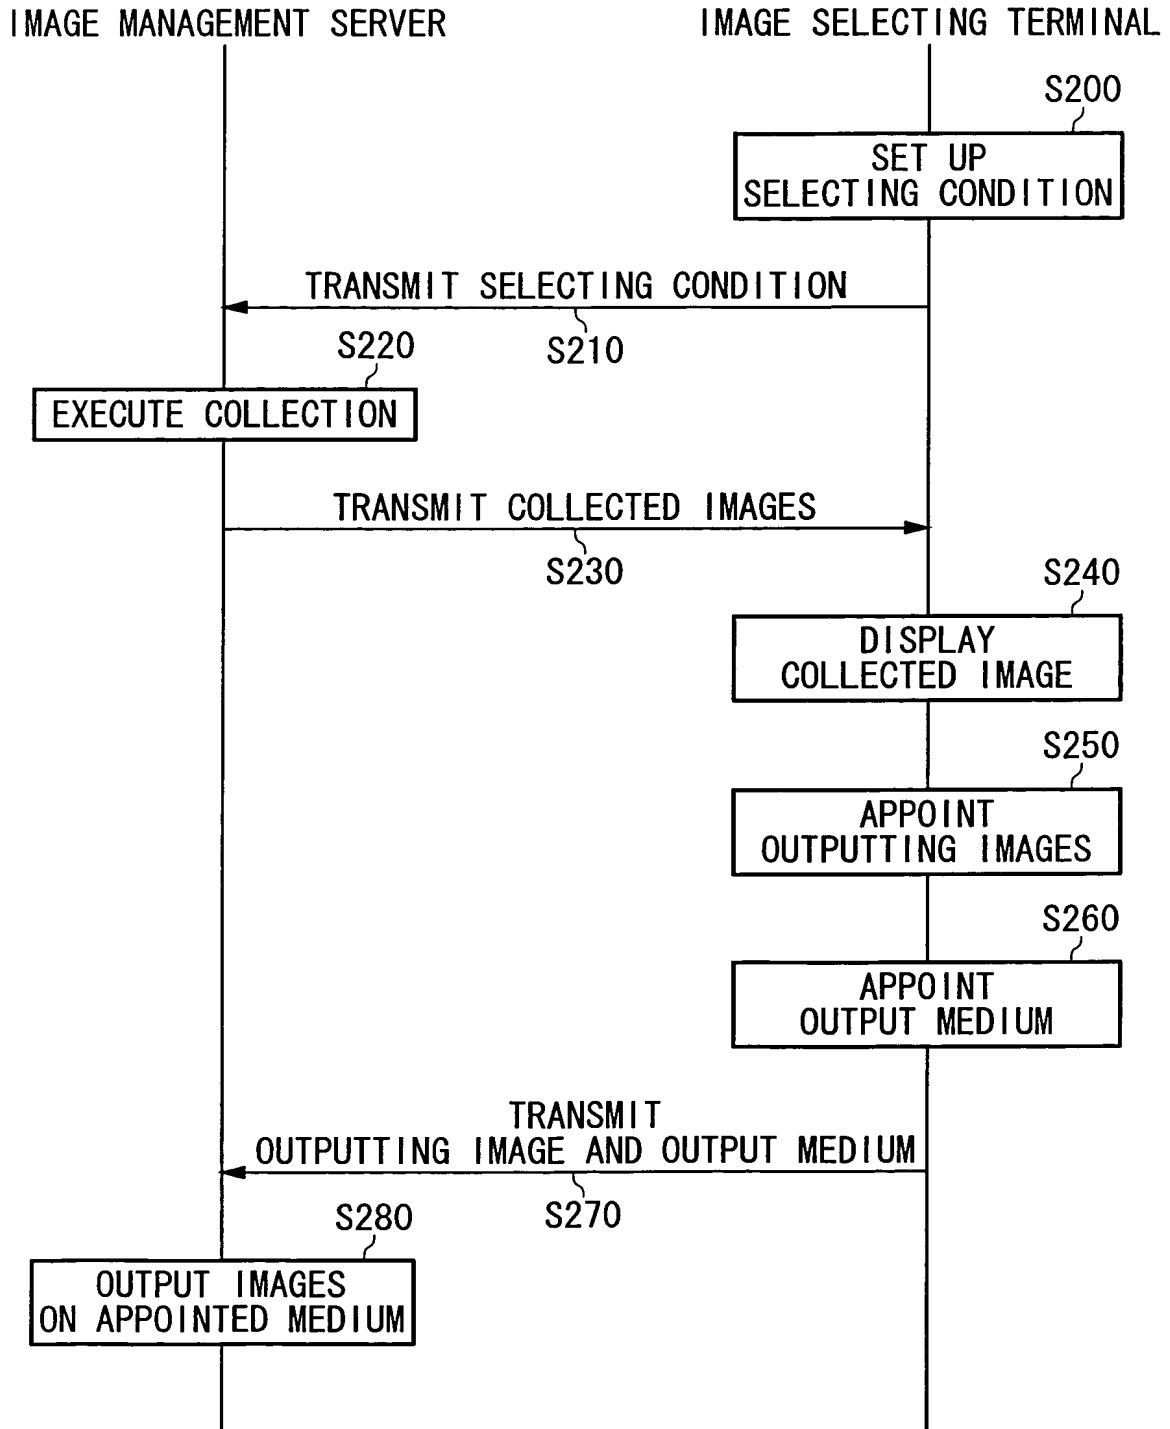 IMAGE MANAGEMENT SERVER
IMAGE SELECTING TERMINAL
S200
SET UP
SELECTING CONDITION
TRANSMIT SELECTING CONDITION
S210
S220
EXECUTE COLLECTION
TRANSMIT COLLECTED IMAGES
S230
S240
DISPLAY
COLLECTED IMAGE
S250
APPOINT
OUTPUTTING IMAGES
S260
APPOINT
OUTPUT MEDIUM
TRANSMIT
OUTPUTTING IMAGE AND OUTPUT MEDIUM
S270
S280
OUTPUT IMAGES
ON APPOINTED MEDIUM